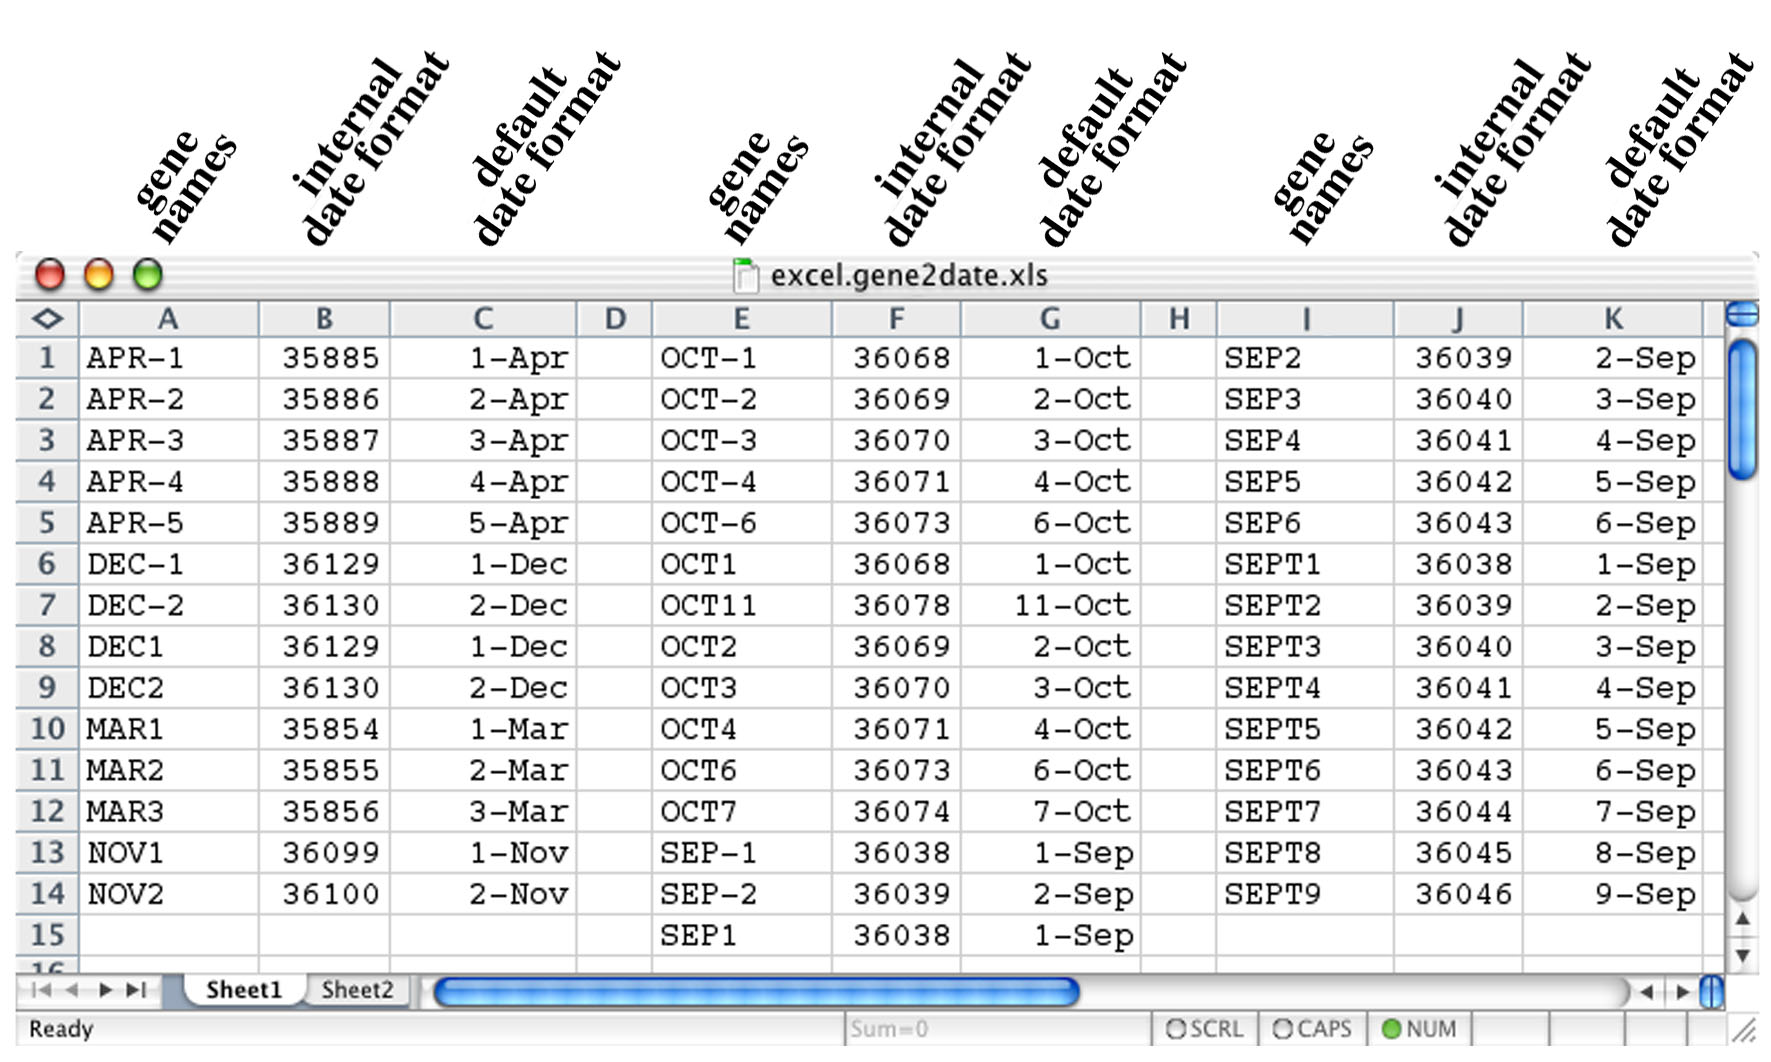 gene names
internal date format
default date format
gene names
internal date format
default date format
gene names
internal date format
default date format
excel.gene2date.xls
A B C D E F G H I J K
1 APR-1 35885 1-Apr OCT-1 36068 1-Oct SEP2 36039 2-Sep
2 APR-2 35886 2-Apr OCT-2 36069 2-Oct SEP3 36040 3-Sep
3 APR-3 35887 3-Apr OCT-3 36070 3-Oct SEP4 36041 4-Sep
4 APR-4 35888 4-Apr OCT-4 36071 4-Oct SEP5 36042 5-Sep
5 APR-5 35889 5-Apr OCT-6 36073 6-Oct SEP6 36043 6-Sep
6 DEC-1 36129 1-Dec OCT1 36068 1-Oct SEPT1 36038 1-Sep
7 DEC-2 36130 2-Dec OCT11 36078 11-Oct SEPT2 36039 2-Sep
8 DEC1 36129 1-Dec OCT2 36069 2-Oct SEPT3 36040 3-Sep
9 DEC2 36130 2-Dec OCT3 36070 3-Oct SEPT4 36041 4-Sep
10 MAR1 35854 1-Mar OCT4 36071 4-Oct SEPT5 36042 5-Sep
11 MAR2 35855 2-Mar OCT6 36073 6-Oct SEPT6 36043 6-Sep
12 MAR3 35856 3-Mar OCT7 36074 7-Oct SEPT7 36044 7-Sep
13 NOV1 36099 1-Nov SEP-1 36038 1-Sep SEPT8 36045 8-Sep
14 NOV2 36100 2-Nov SEP-2 36039 2-Sep SEPT9 36046 9-Sep
15 SEP1 36038 1-Sep
16
Sheet1 Sheet2
Ready Sum=0 SCRL CAPS NUM